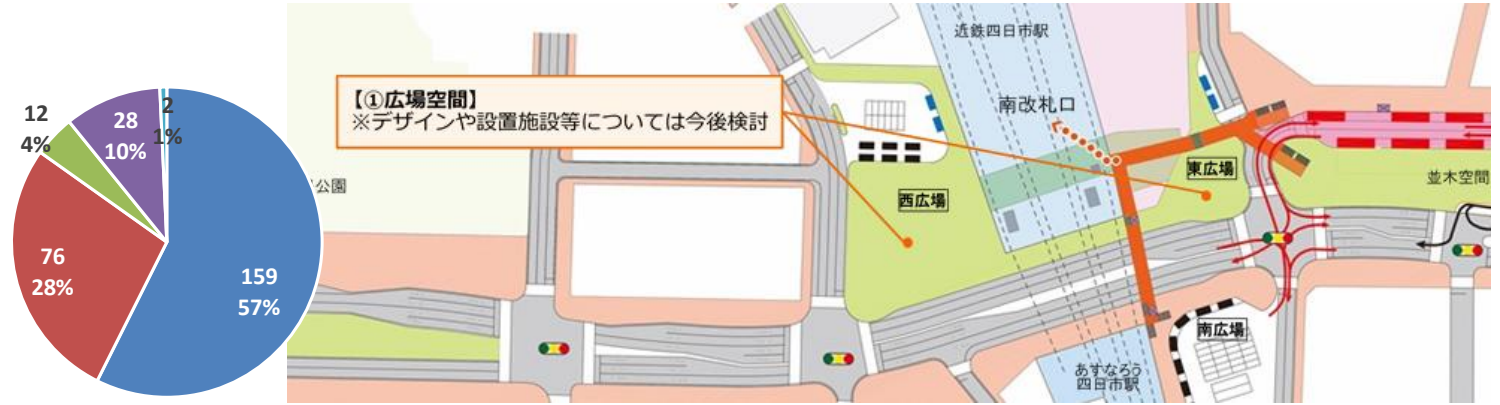 159
57%
76
28%
12
4%
28
10%
2
1%
【①広場空間】
※デザインや設置施設等については今後検討
公園
近鉄四日市駅
南改札口
西広場
東広場
並木空間
南広場
あすなろう
四日市駅